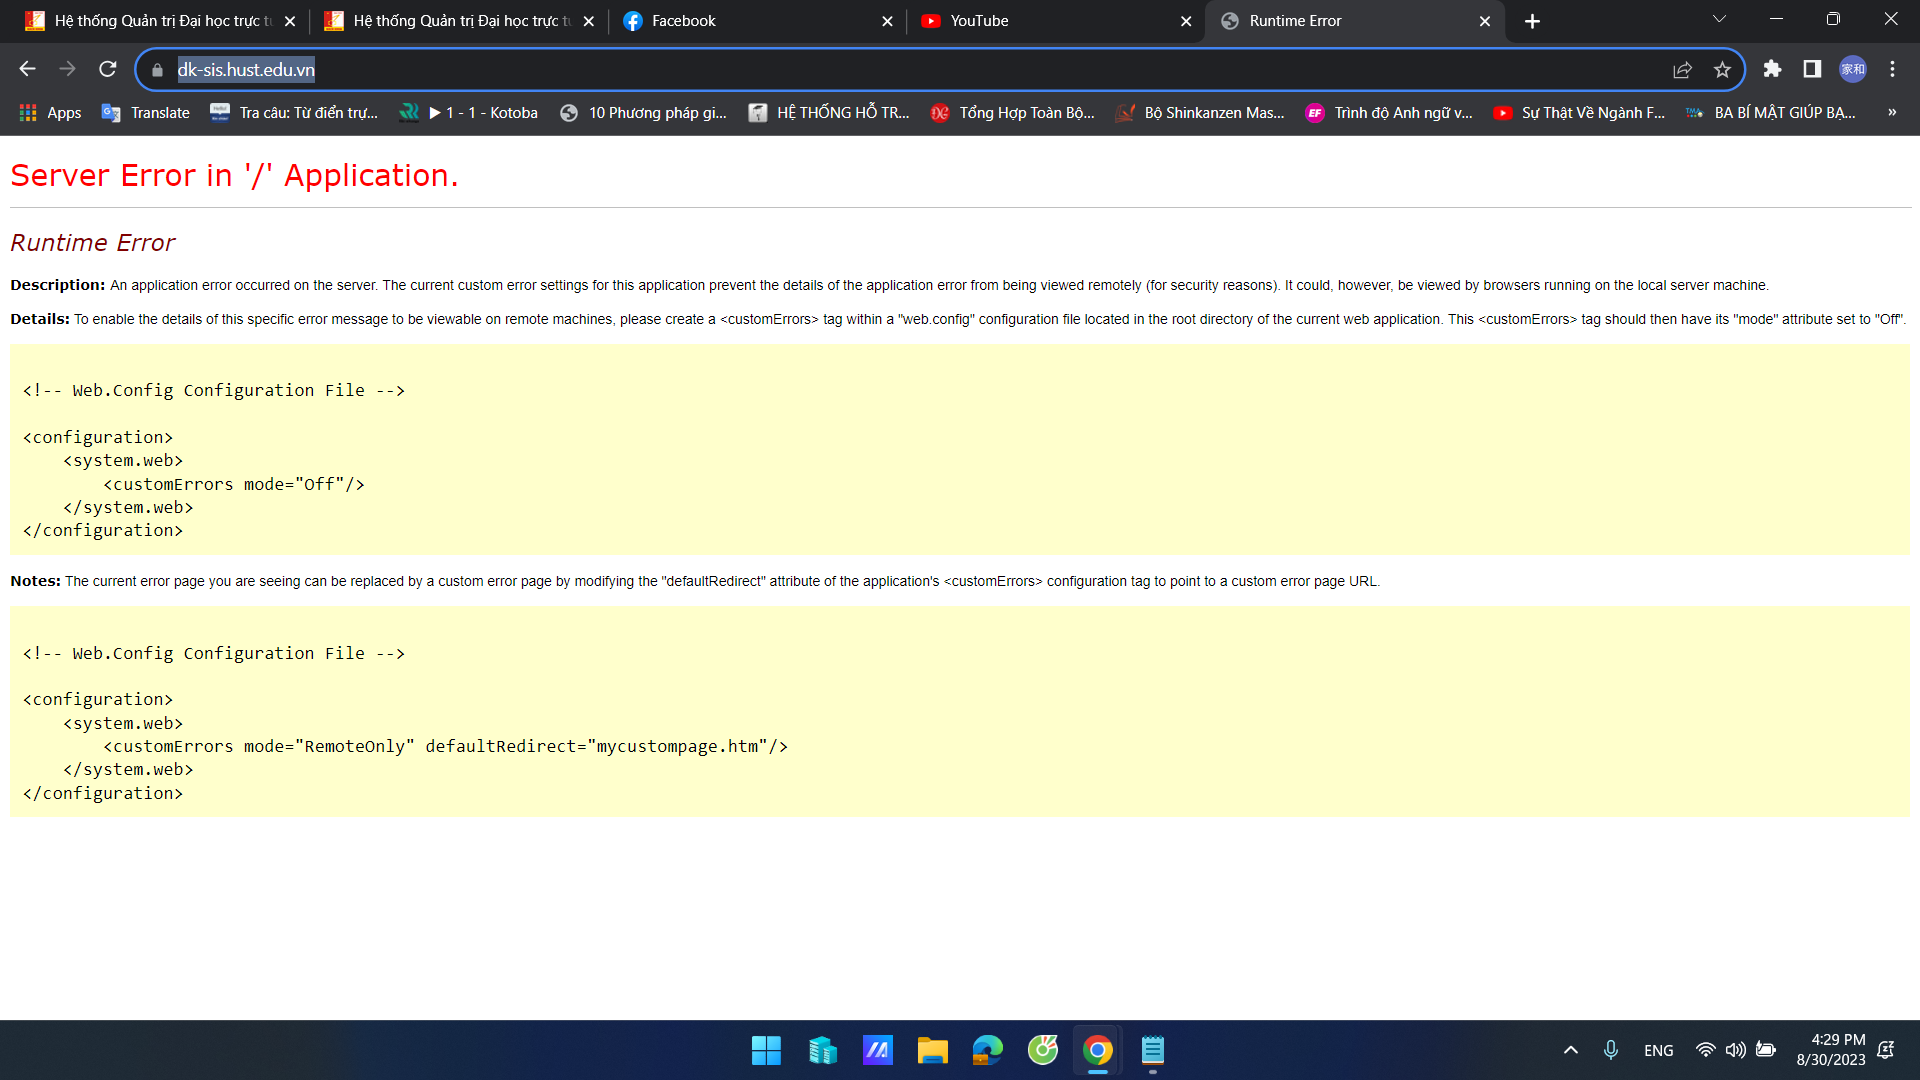 Hệ thống Quản trị Đại học trực tu
Hệ thống Quản trị Đại học trực tu
Facebook
YouTube
Runtime Error
dk-sis.hust.edu.vn
家和
Apps
Translate
Tra câu: Từ điển trự...
▶ 1 - 1 - Kotoba
10 Phương pháp gi...
HỆ THỐNG HỖ TR...
Tổng Hợp Toàn Bộ...
Bộ Shinkanzen Mas...
EF
Trình độ Anh ngữ v...
Sự Thật Về Ngành F...
BA BÍ MẬT GIÚP BẠ...
»
Server Error in '/' Application.
Runtime Error
Description: An application error occurred on the server. The current custom error settings for this application prevent the details of the application error from being viewed remotely (for security reasons). It could, however, be viewed by browsers running on the local server machine.
Details: To enable the details of this specific error message to be viewable on remote machines, please create a <customErrors> tag within a "web.config" configuration file located in the root directory of the current web application. This <customErrors> tag should then have its "mode" attribute set to "Off".
<!-- Web.Config Configuration File -->
<configuration>
    <system.web>
        <customErrors mode="Off"/>
    </system.web>
</configuration>
Notes: The current error page you are seeing can be replaced by a custom error page by modifying the "defaultRedirect" attribute of the application's <customErrors> configuration tag to point to a custom error page URL.
<!-- Web.Config Configuration File -->
<configuration>
    <system.web>
        <customErrors mode="RemoteOnly" defaultRedirect="mycustompage.htm"/>
    </system.web>
</configuration>
ENG
4:29 PM
8/30/2023